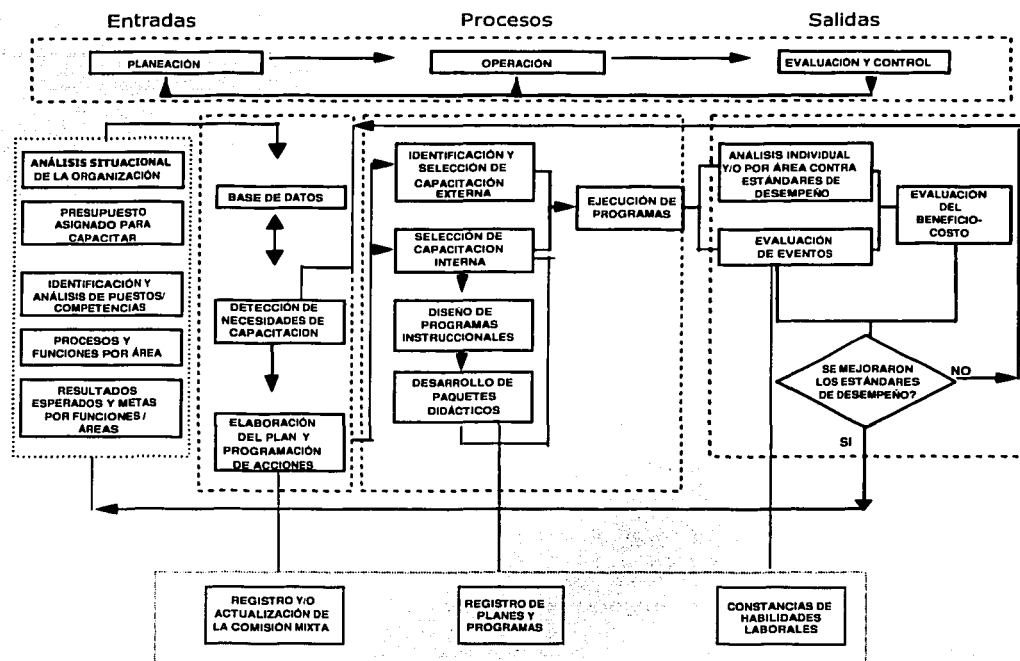 Entradas
Procesos
Salidas
PLANEACIÓN
OPERACIÓN
EVALUACIÓN Y CONTROL
ANÁLISIS SITUACIONAL
DE LA ORGANIZACIÓN
PRESUPUESTO
ASIGNADO PARA
CAPACITAR
IDENTIFICACIÓN Y
ANÁLISIS DE PUESTOS/
COMPETENCIAS
PROCESOS Y
FUNCIONES POR ÁREA
RESULTADOS
ESPERADOS Y METAS
POR FUNCIONES /
ÁREAS
BASE DE DATOS
DETECCIÓN DE
NECESIDADES DE
CAPACITACION
ELABORACIÓN
DEL PLAN Y
PROGRAMACIÓN
DE ACCIONES
IDENTIFICACIÓN Y
SELECCIÓN DE
CAPACITACIÓN
EXTERNA
SELECCIÓN DE
CAPACITACION
INTERNA
DISEÑO DE
PROGRAMAS
INSTRUCCIONALES
DESARROLLO DE
PAQUETES
DIDÁCTICOS
EJECUCIÓN DE
PROGRAMAS
ANÁLISIS INDIVIDUAL
Y/O POR ÁREA CONTRA
ESTÁNDARES DE
DESEMPEÑO
EVALUACIÓN
DE EVENTOS
EVALUACIÓN
DEL
BENEFICIO-
COSTO
SE MEJORARON
LOS ESTÁNDARES
DE DESEMPEÑO?
NO
SI
REGISTRO Y/O
ACTUALIZACIÓN DE
LA COMISIÓN MIXTA
REGISTRO DE
PLANES Y
PROGRAMAS
CONSTANCIAS DE
HABILIDADES
LABORALES